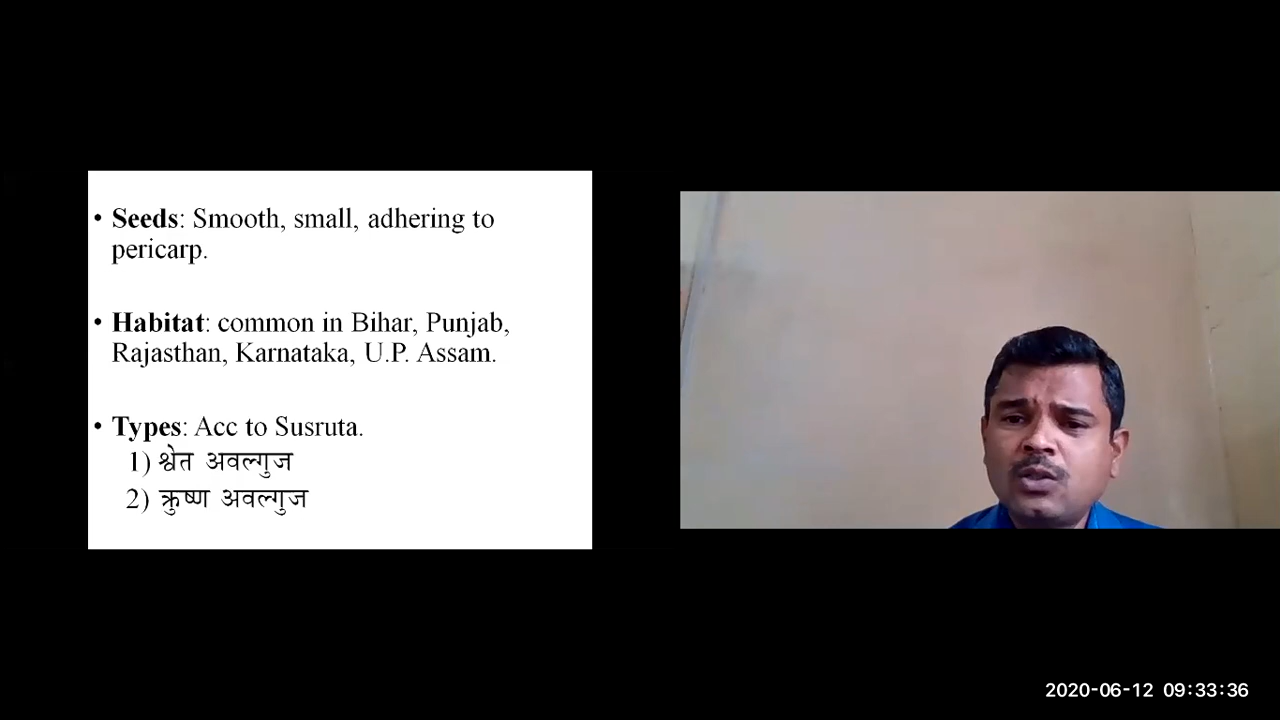 • Seeds: Smooth, small, adhering to
pericarp.
• Habitat: common in Bihar, Punjab,
Rajasthan, Karnataka, U.P. Assam.
• Types: Acc to Susruta.
1) श्वेत अवल्गुज
2) क्रुष्ण अवल्गुज
2020-06-12 09:33:36